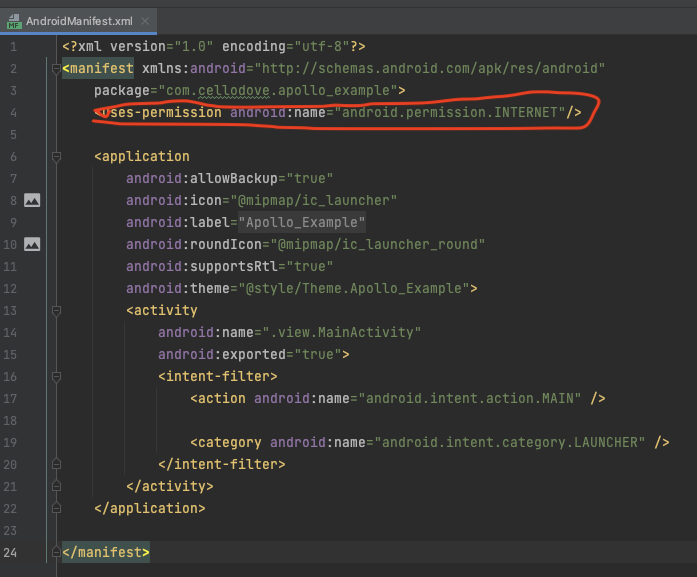 AndroidManifest.xml
1 <?xml version="1.0" encoding="utf-8"?>
2 <manifest xmlns:android="http://schemas.android.com/apk/res/android"
3 package="com.cellodove.apollo_example">
4 <uses-permission android:name="android.permission.INTERNET"/>
5
6 <application
7 android:allowBackup="true"
8 android:icon="@mipmap/ic_launcher"
9 android:label="Apollo_Example"
10 android:roundIcon="@mipmap/ic_launcher_round"
11 android:supportsRtl="true"
12 android:theme="@style/Theme.Apollo_Example">
13 <activity
14 android:name=".view.MainActivity"
15 android:exported="true">
16 <intent-filter>
17 <action android:name="android.intent.action.MAIN" />
18
19 <category android:name="android.intent.category.LAUNCHER" />
20 </intent-filter>
21 </activity>
22 </application>
23
24 </manifest>